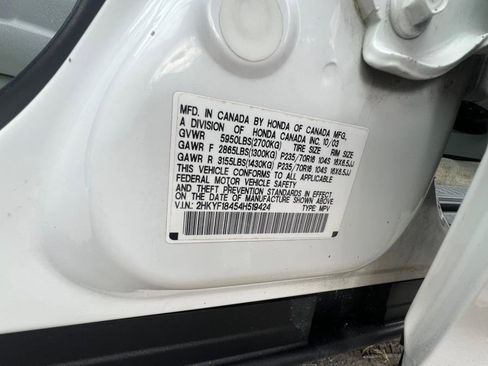 MFD. IN CANADA BY HONDA OF CANADA MFG.
A DIVISION OF HONDA CANADA INC. 10/03
GVWR 5950LBS(2700KG) TIRE SIZE RIM SIZE
GAWR F 2865LBS(1300KG) P235/70R16 104S 16X6.5JJ
GAWR R 3155LBS(1430KG) P235/70R16 104S 16X6.5JJ
THIS VEHICLE CONFORMS TO ALL APPLICABLE
FEDERAL MOTOR VEHICLE SAFETY
AND THEFT PREVENTION STANDARDS IN EFFECT
ON THE DATE OF MANUFACTURE SHOWN ABOVE.
V.I.N.: 2HKYF18454H519424 TYPE: MPV